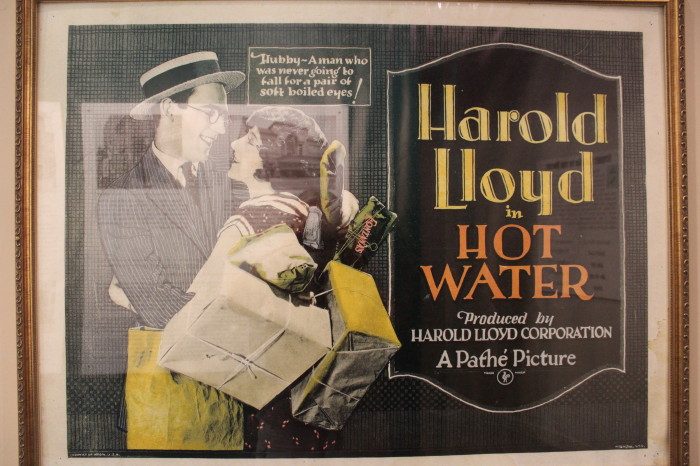 Hubby~A man who
was never going to
fall for a pair of
soft boiled eyes!
Harold
Lloyd
in
HOT
WATER
Produced by
HAROLD LLOYD CORPORATION
A Pathé Picture